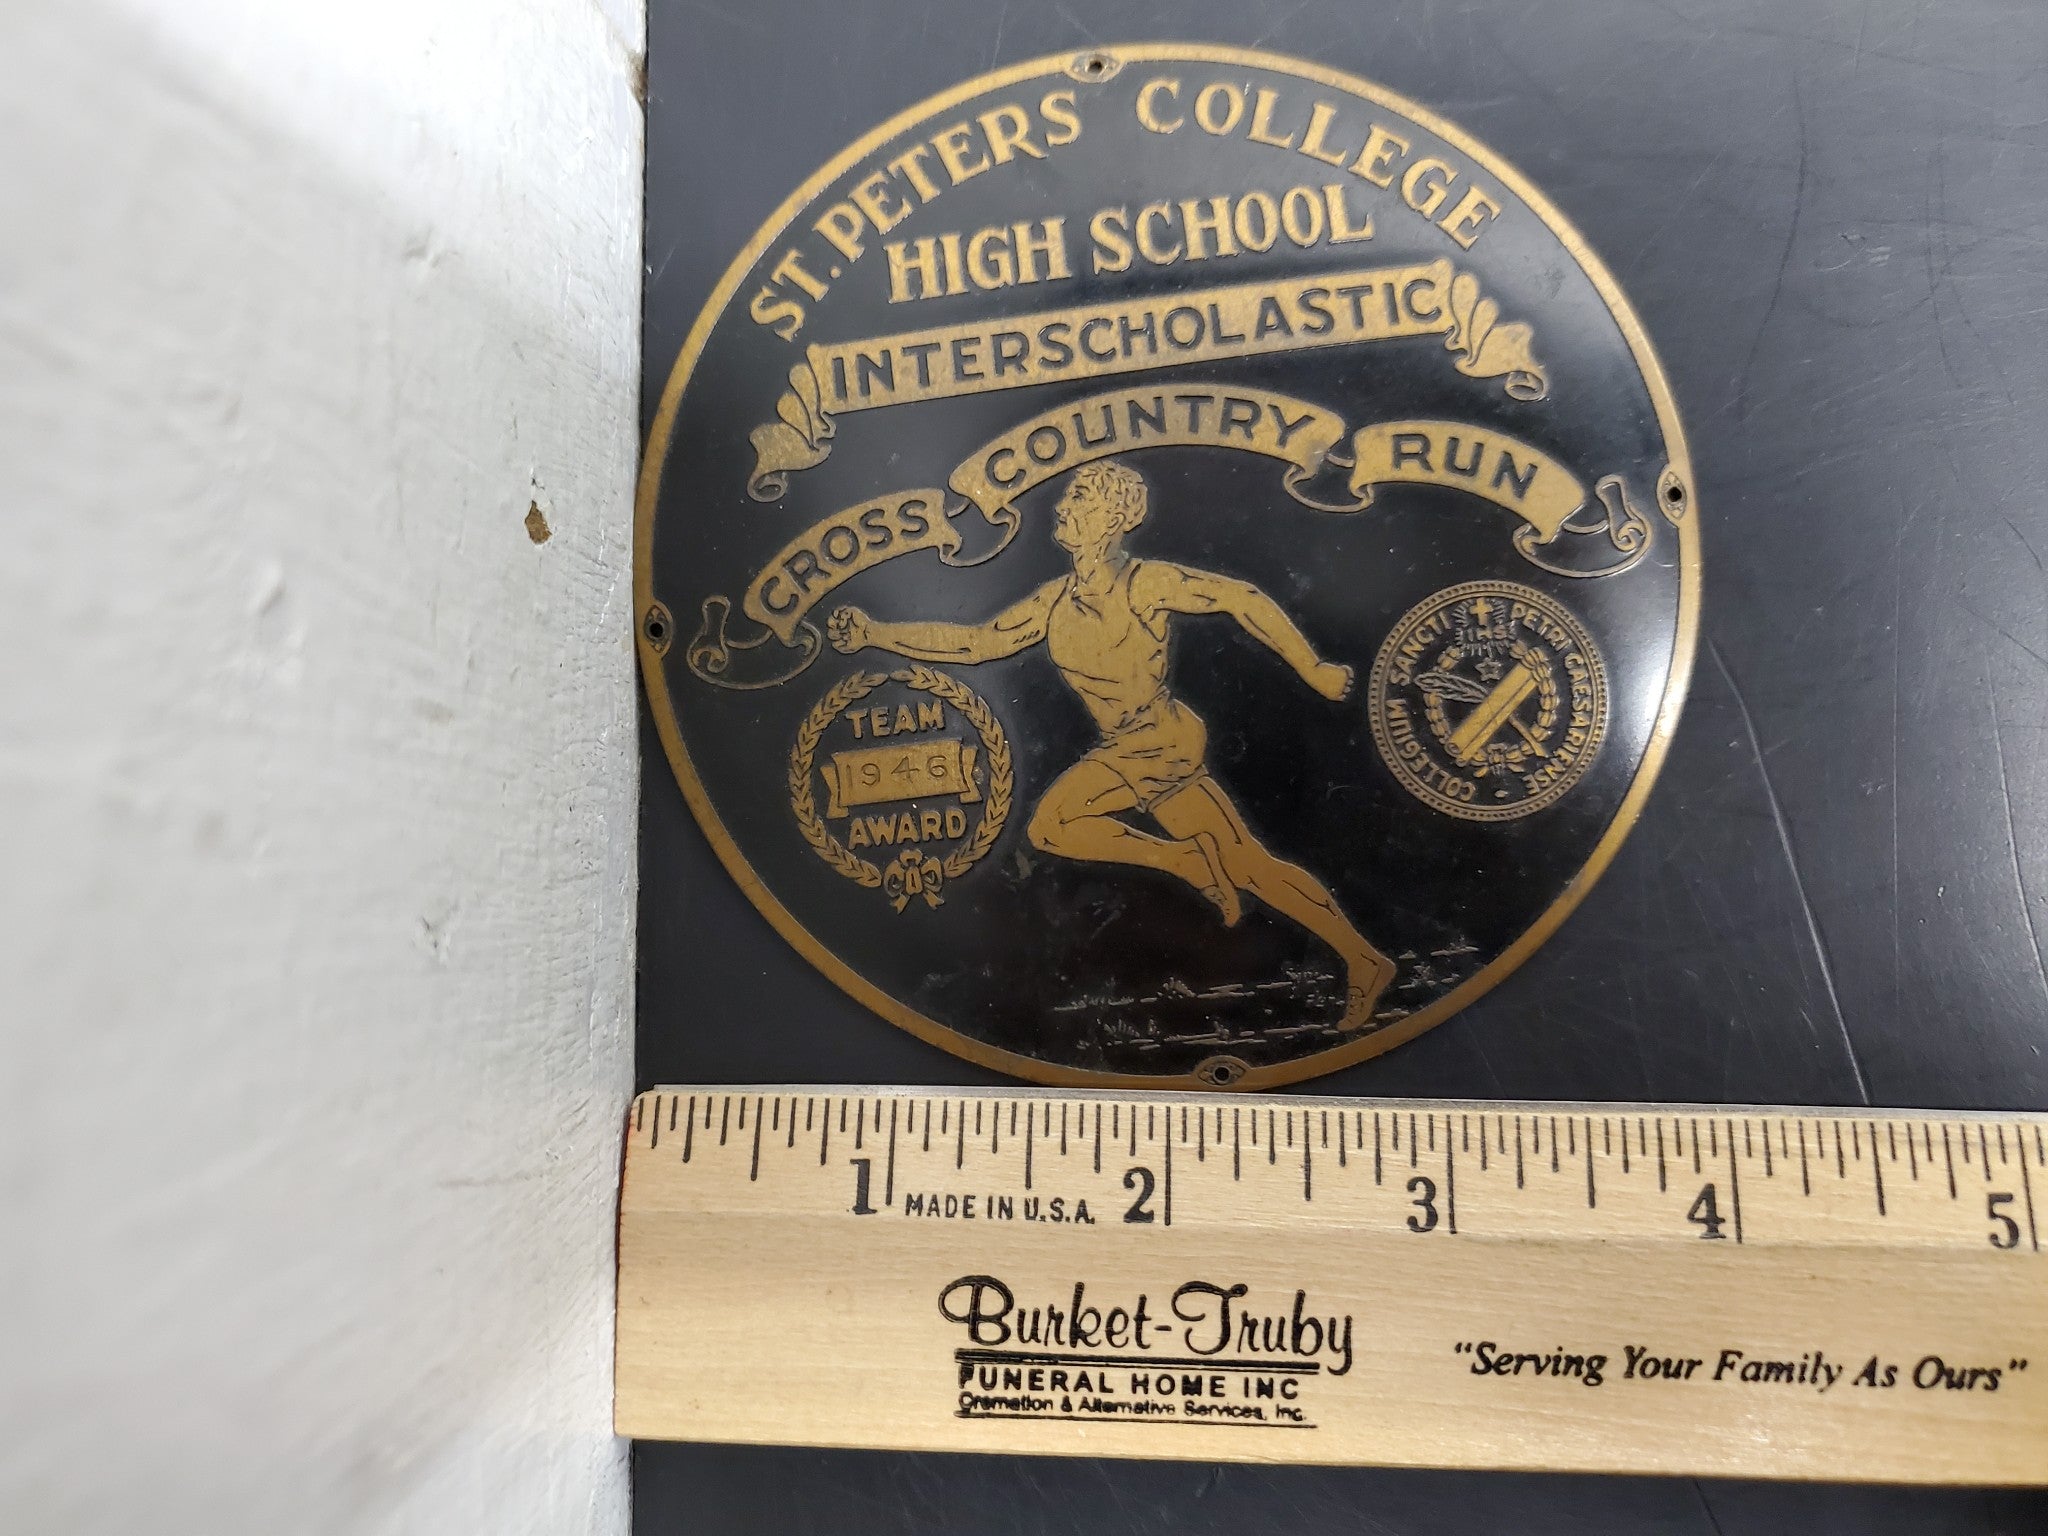 ST. PETERS COLLEGE
HIGH SCHOOL
INTERSCHOLASTIC
CROSS COUNTRY RUN
TEAM
1946
AWARD
COLLEGIUM SANCTI PETRI CAESARIENSE
IHS
1 2 3 4 5
MADE IN U.S.A.
Burket-Truby
FUNERAL HOME INC
Cremation & Alternative Services, Inc.
"Serving Your Family As Ours"